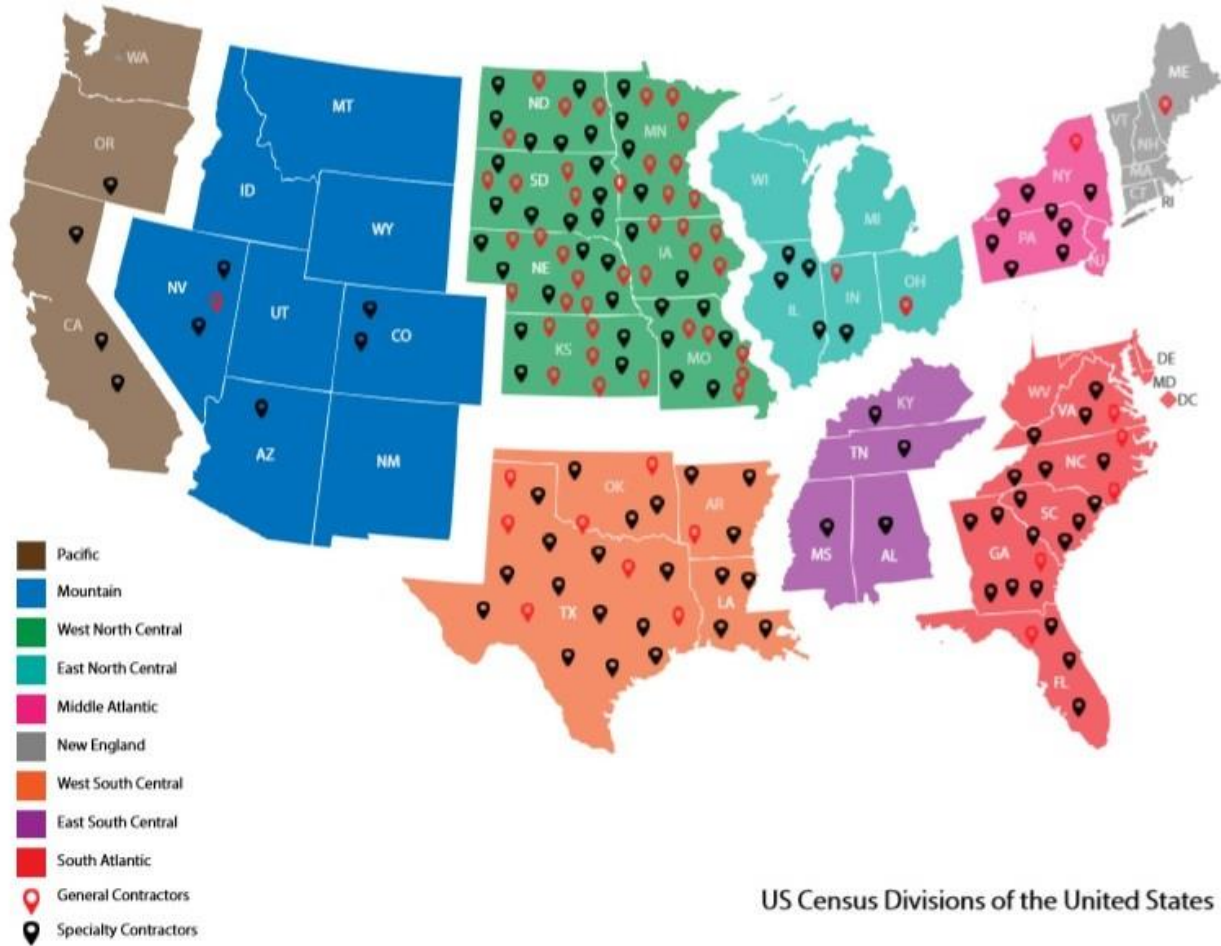 WA
ME
MT
ND
MN
VT
OR
NH
NY
MA
SD
WI
ID
CT
RI
MI
WY
PA
IA
NJ
NE
OH
NV
IL
IN
UT
CO
CA
KS
MO
DE
MD
KY
WV
DC
VA
TN
AZ
NM
NC
OK
AR
SC
MS
AL
GA
Pacific
Mountain
TX
LA
West North Central
East North Central
FL
Middle Atlantic
New England
West South Central
East South Central
South Atlantic
General Contractors
Specialty Contractors
US Census Divisions of the United States